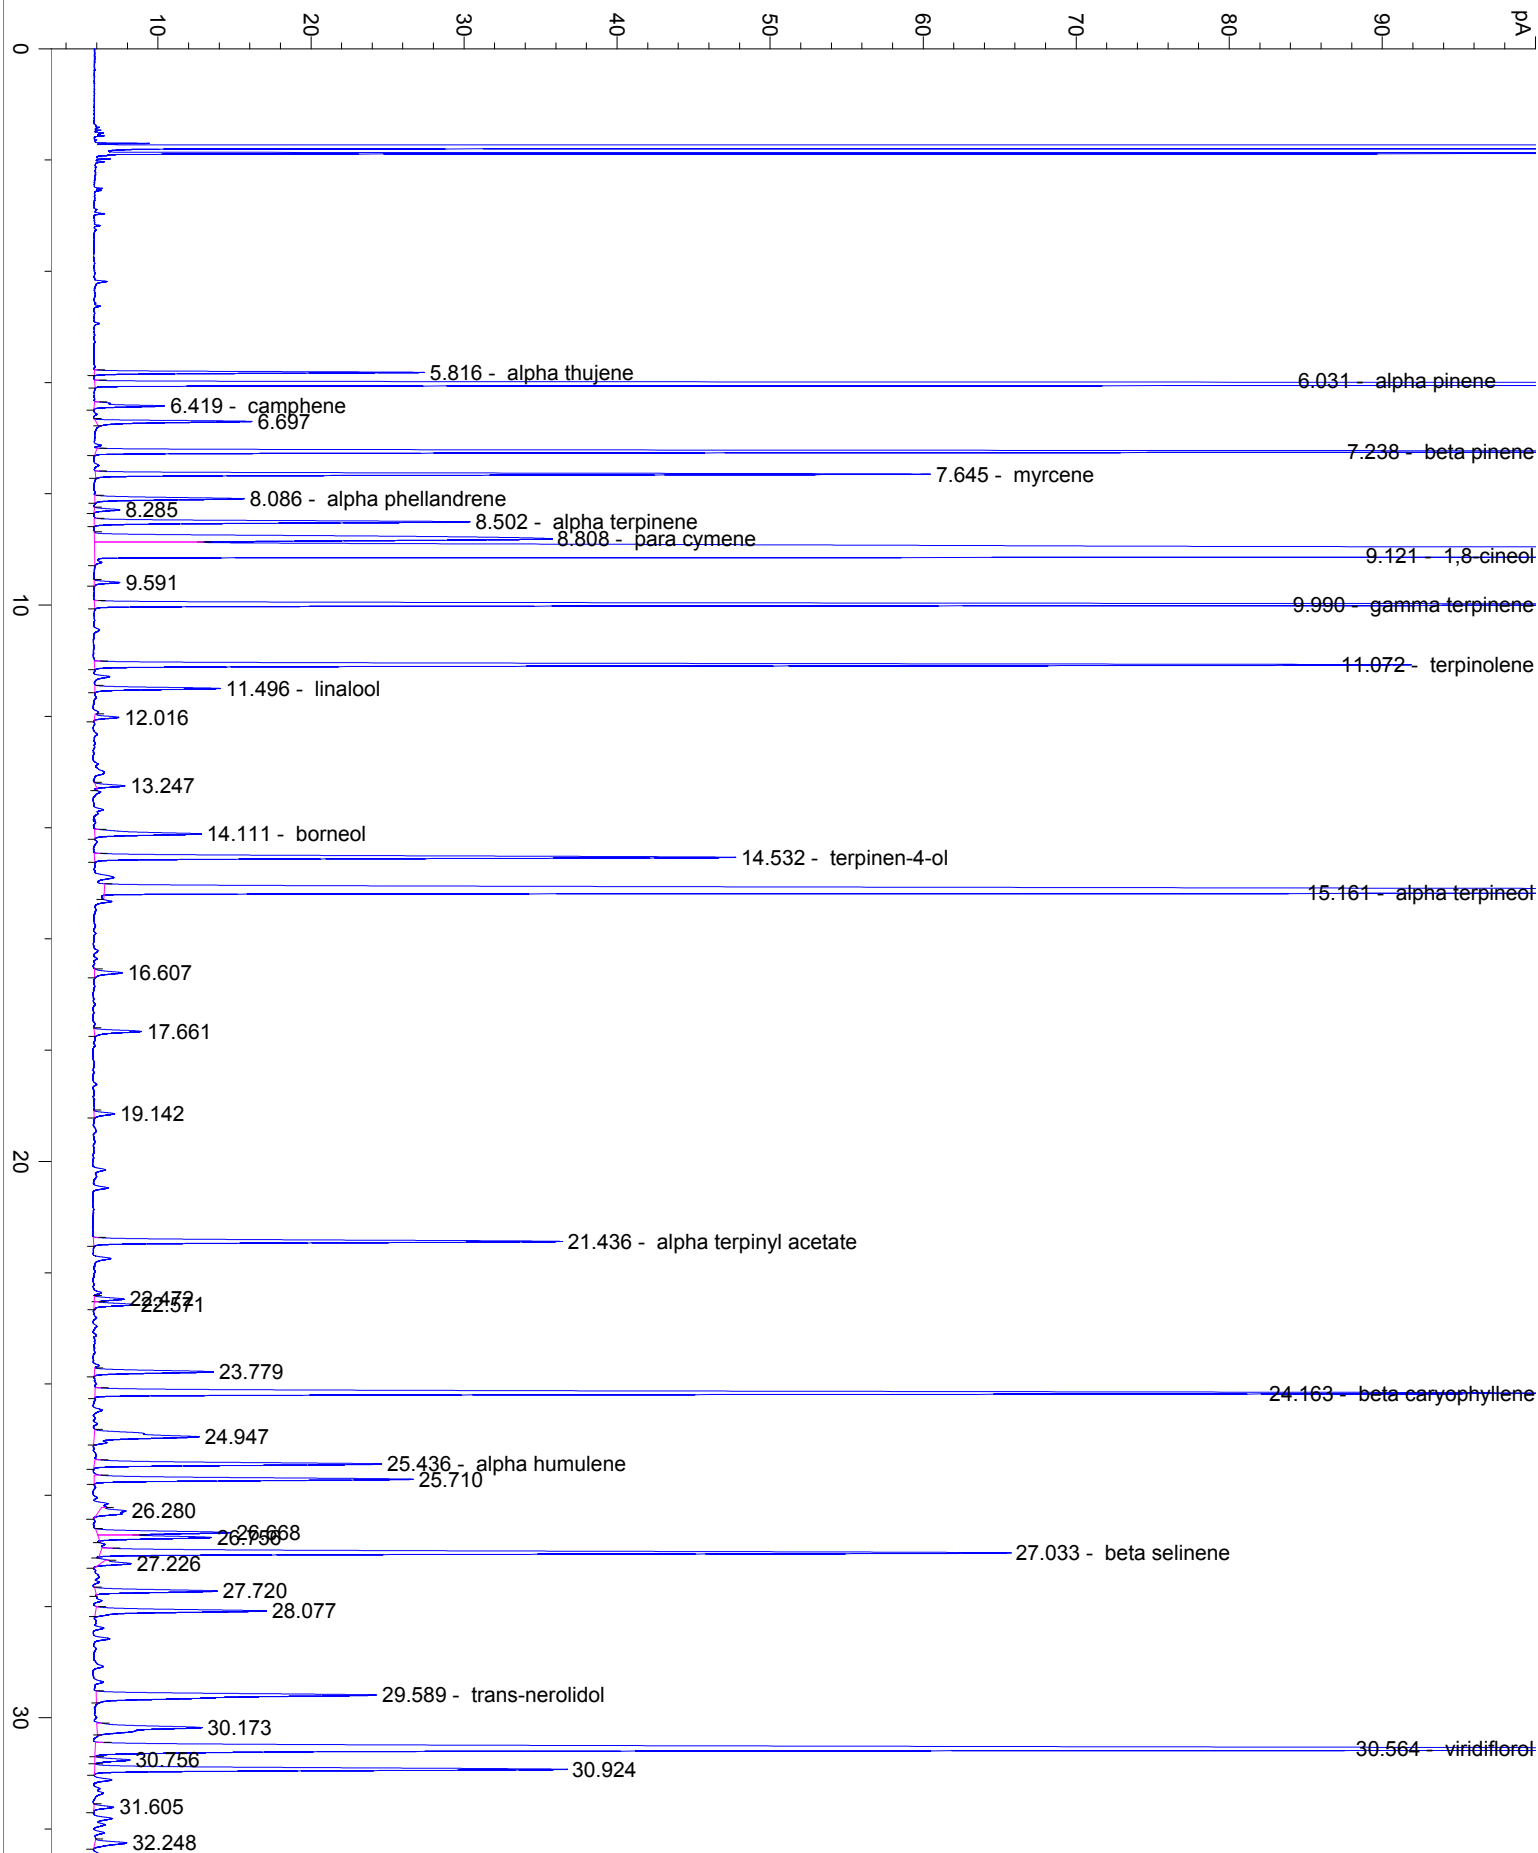 pA
10
20
30
40
50
60
70
80
90
0
5.816 - alpha thujene
6.031 - alpha pinene
6.419 - camphene
6.697
7.238 - beta pinene
7.645 - myrcene
8.086 - alpha phellandrene
8.285
8.502 - alpha terpinene
8.808 - para cymene
9.121 - 1,8-cineol
9.591
9.990 - gamma terpinene
10
11.072 - terpinolene
11.496 - linalool
12.016
13.247
14.111 - borneol
14.532 - terpinen-4-ol
15.161 - alpha terpineol
16.607
17.661
19.142
20
21.436 - alpha terpinyl acetate
22.472
22.571
23.779
24.163 - beta caryophyllene
24.947
25.436 - alpha humulene
25.710
26.280
26.668
26.756
27.033 - beta selinene
27.226
27.720
28.077
29.589 - trans-nerolidol
30
30.173
30.564 - viridiflorol
30.756
30.924
31.605
32.248